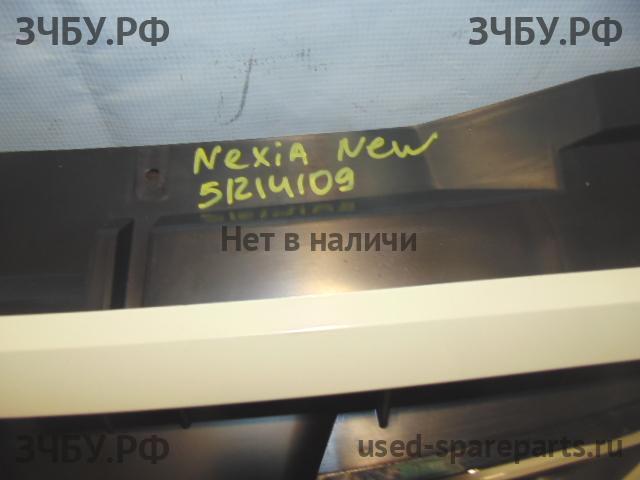 ЗЧБУ.РФ ЗЧБУ.РФ
Nexia New
51214109
Нет в наличи
ЗЧБУ.РФ used-spareparts.ru